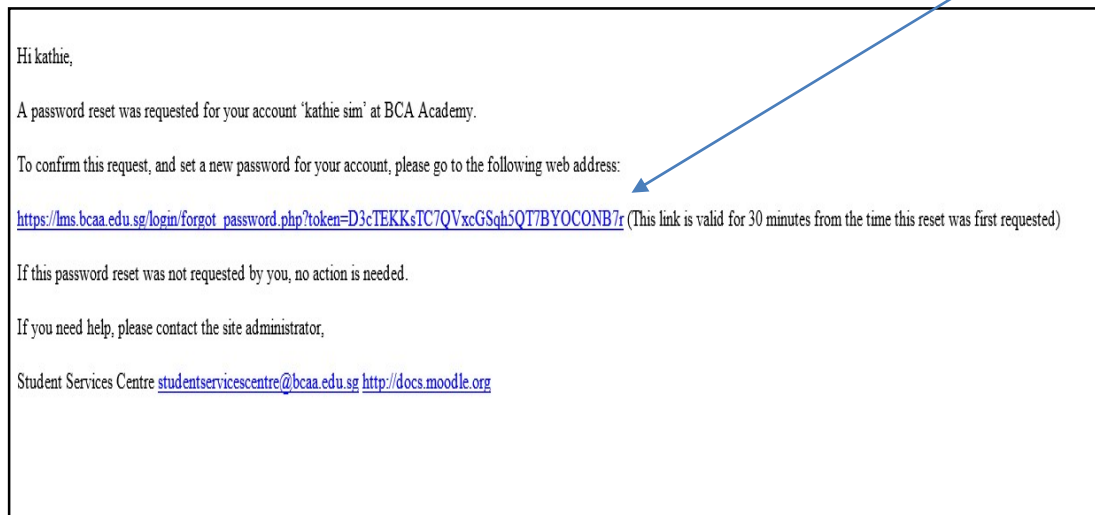 Hi kathie,
A password reset was requested for your account ‘kathie sim’ at BCA Academy.
To confirm this request, and set a new password for your account, please go to the following web address:
https://lms.bcaa.edu.sg/login/forgot_password.php?token=D3cTEKKsTC7QVxcGSqh5QT7BYOCONB7r (This link is valid for 30 minutes from the time this reset was first requested)
If this password reset was not requested by you, no action is needed.
If you need help, please contact the site administrator,
Student Services Centre studentservicescentre@bcaa.edu.sg http://docs.moodle.org